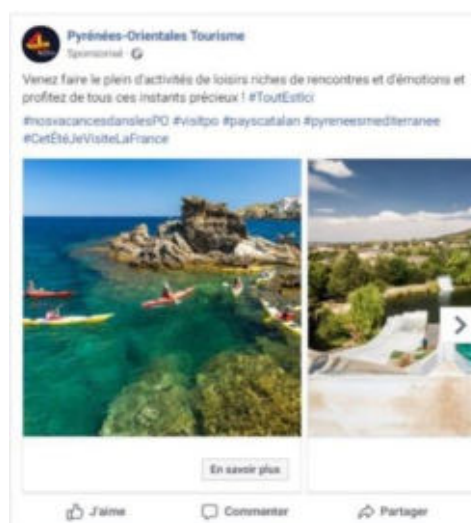 Pyrénées-Orientales Tourisme
Sponsorisé
Venez faire le plein d'activités de loisirs riches de rencontres et d'émotions et
profitez de tous ces instants précieux ! #ToutEstIci
#nosvacancesdanslesPO #visitpo #payscatalan #pyreneesmediterranee
#CetÉtéJeVisiteLaFrance
En savoir plus
J'aime
Commenter
Partager